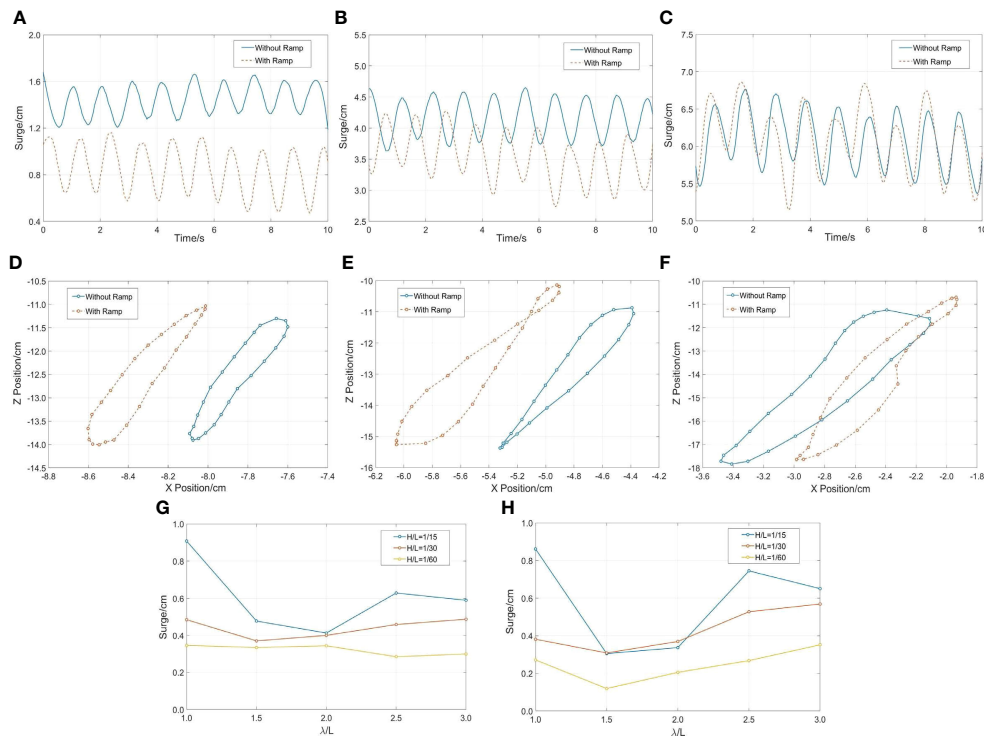 A
B
C
Surge/cm
2.0
1.6
1.2
0.8
0.4
0
2
4
6
8
10
Time/s
Without Ramp
With Ramp
Surge/cm
5.5
5.0
4.5
4.0
3.5
3.0
2.5
0
2
4
6
8
10
Time/s
Without Ramp
With Ramp
Surge/cm
7.5
7.0
6.5
6.0
5.5
5.0
0
2
4
6
8
10
Time/s
Without Ramp
With Ramp
D
E
F
Z Position/cm
-10.5
-11.0
-11.5
-12.0
-12.5
-13.0
-13.5
-14.0
-14.5
-8.8
-8.6
-8.4
-8.2
-8.0
-7.8
-7.6
-7.4
X Position/cm
Without Ramp
With Ramp
Z Position/cm
-10
-11
-12
-13
-14
-15
-16
-6.2
-6.0
-5.8
-5.6
-5.4
-5.2
-5.0
-4.8
-4.6
-4.4
-4.2
X Position/cm
Without Ramp
With Ramp
Z Position/cm
-10
-11
-12
-13
-14
-15
-16
-17
-18
-3.6
-3.4
-3.2
-3.0
-2.8
-2.6
-2.4
-2.2
-2.0
-1.8
X Position/cm
Without Ramp
With Ramp
G
H
Surge/cm
1.0
0.8
0.6
0.4
0.2
0.0
1.0
1.5
2.0
2.5
3.0
λ/L
H/L=1/15
H/L=1/30
H/L=1/60
Surge/cm
1.0
0.8
0.6
0.4
0.2
0.0
1.0
1.5
2.0
2.5
3.0
λ/L
H/L=1/15
H/L=1/30
H/L=1/60